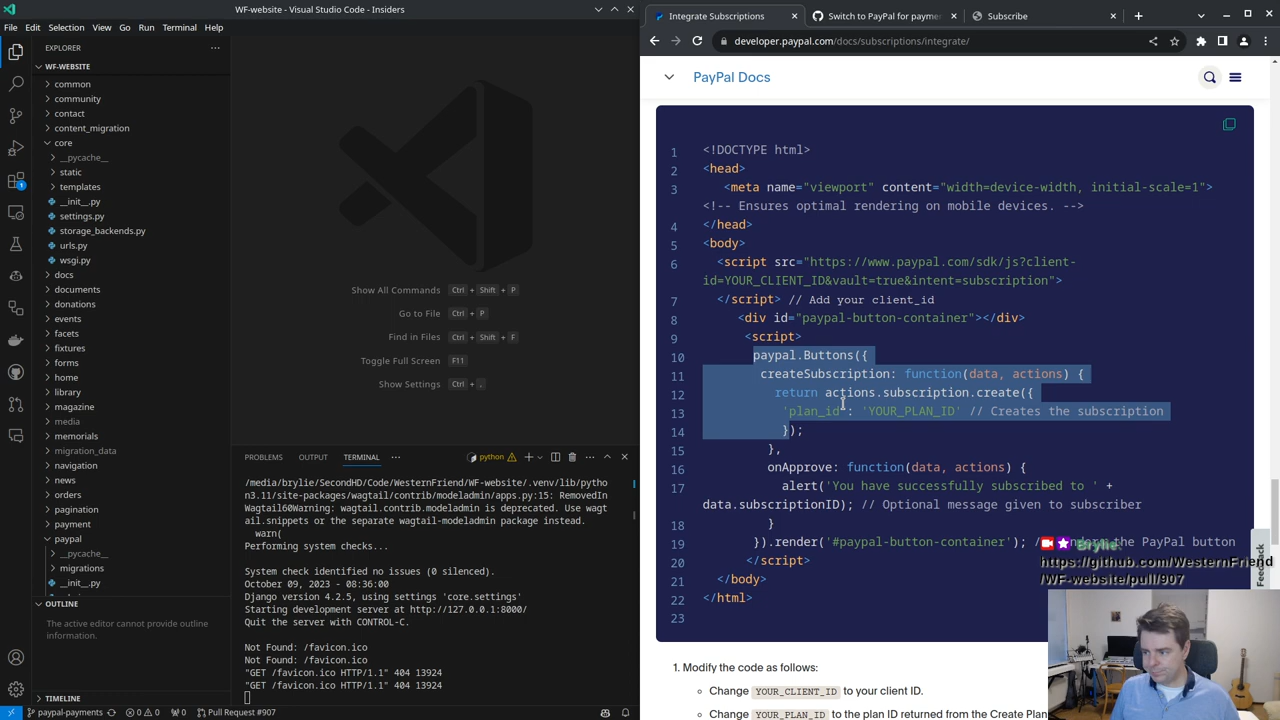 WF-website - Visual Studio Code - Insiders
File Edit Selection View Go Run Terminal Help
EXPLORER
WF-WEBSITE
common
community
contact
content_migration
core
__pycache__
static
templates
__init__.py
settings.py
storage_backends.py
urls.py
wsgi.py
docs
documents
donations
events
facets
fixtures
forms
home
library
magazine
media
memorials
migration_data
navigation
news
orders
pagination
payment
paypal
__pycache__
migrations
__init__.py
OUTLINE
The active editor cannot provide outline
information.
TIMELINE
1
Show All Commands Ctrl + Shift + P
Go to File Ctrl + P
Find in Files Ctrl + Shift + F
Toggle Full Screen F11
Show Settings Ctrl + ,
PROBLEMS OUTPUT TERMINAL python
/media/brylie/SecondHD/Code/WesternFriend/WF-website/.venv/lib/pytho
n3.11/site-packages/wagtail/contrib/modeladmin/apps.py:15: RemovedIn
Wagtail60Warning: wagtail.contrib.modeladmin is deprecated. Use wagt
ail.snippets or the separate wagtail-modeladmin package instead.
warn(
Performing system checks...
System check identified no issues (0 silenced).
October 09, 2023 - 08:36:00
Django version 4.2.5, using settings 'core.settings'
Starting development server at http://127.0.0.1:8000/
Quit the server with CONTROL-C.
Not Found: /favicon.ico
Not Found: /favicon.ico
"GET /favicon.ico HTTP/1.1" 404 13924
"GET /favicon.ico HTTP/1.1" 404 13924
paypal-payments 0 0 0 Pull Request #907
Integrate Subscriptions Switch to PayPal for payme Subscribe
developer.paypal.com/docs/subscriptions/integrate/
PayPal Docs
1 <!DOCTYPE html>
2 <head>
3 <meta name="viewport" content="width=device-width, initial-scale=1">
<!-- Ensures optimal rendering on mobile devices. -->
4 </head>
5 <body>
6 <script src="https://www.paypal.com/sdk/js?client-
id=YOUR_CLIENT_ID&vault=true&intent=subscription">
7 </script> // Add your client_id
8 <div id="paypal-button-container"></div>
9 <script>
10 paypal.Buttons({
11 createSubscription: function(data, actions) {
12 return actions.subscription.create({
13 'plan_id': 'YOUR_PLAN_ID' // Creates the subscription
14 });
15 },
16 onApprove: function(data, actions) {
17 alert('You have successfully subscribed to ' +
data.subscriptionID); // Optional message given to subscriber
18 }
19 }).render('#paypal-button-container'); // the PayPal button
20 </script>
21 </body>
22 </html>
23
Brylie
https://github.com/WesternFriend
/WF-website/pull/907
Feedback
1. Modify the code as follows:
Change YOUR_CLIENT_ID to your client ID.
Change YOUR_PLAN_ID to the plan ID returned from the Create Plan